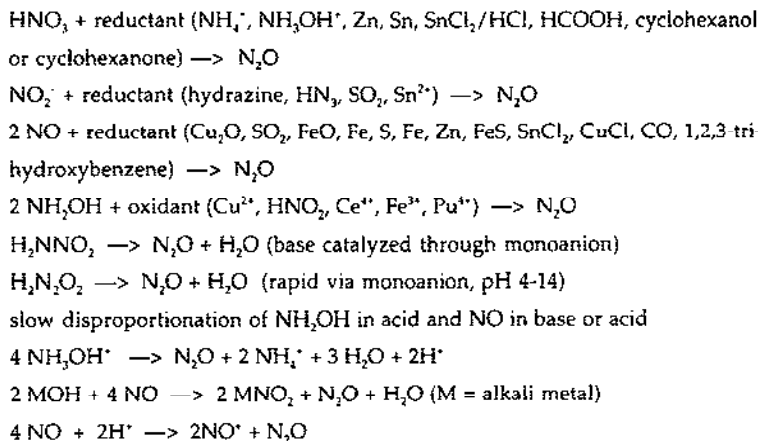 HNO₃ + reductant (NH₄⁻, NH₃OH⁺, Zn, Sn, SnCl₂/HCl, HCOOH, cyclohexanol
or cyclohexanone) —> N₂O
NO₂⁻ + reductant (hydrazine, HN₃, SO₂, Sn²⁺) —> N₂O
2 NO + reductant (Cu₂O, SO₂, FeO, Fe, S, Fe, Zn, FeS, SnCl₂, CuCl, CO, 1,2,3-tri-
hydroxybenzene) —> N₂O
2 NH₂OH + oxidant (Cu²⁺, HNO₂, Ce⁴⁺, Fe³⁺, Pu⁴⁺) —> N₂O
H₂NNO₂ —> N₂O + H₂O (base catalyzed through monoanion)
H₂N₂O₂ —> N₂O + H₂O (rapid via monoanion, pH 4-14)
slow disproportionation of NH₂OH in acid and NO in base or acid
4 NH₃OH⁺ —> N₂O + 2 NH₄⁺ + 3 H₂O + 2H⁺
2 MOH + 4 NO —> 2 MNO₂ + N₂O + H₂O (M = alkali metal)
4 NO + 2H⁺ —> 2NO⁺ + N₂O